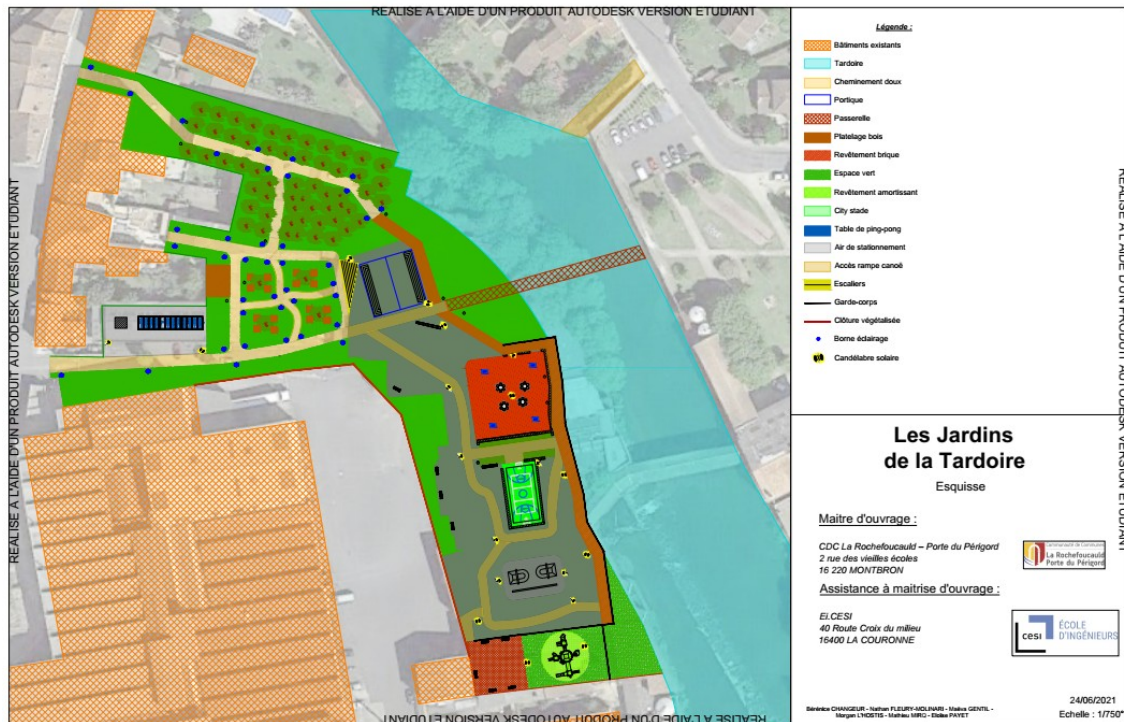 REALISE A L'AIDE D'UN PRODUIT AUTODESK VERSION ETUDIANT
REALISE A L'AIDE D'UN PRODUIT AUTODESK VERSION ETUDIANT
Légende :
Bâtiments existants
Tardoire
Cheminement doux
Portique
Passerelle
Platelage bois
Revêtement brique
Espace vert
Revêtement amortissant
City stade
Table de ping-pong
Air de stationnement
Accès rampe canoé
Escaliers
Garde-corps
Clôture végétalisée
Borne éclairage
Candélabre solaire
Les Jardins
de la Tardoire
Esquisse
Maitre d'ouvrage :
CDC La Rochefoucauld – Porte du Périgord
2 rue des vieilles écoles
16 220 MONTBRON
Communauté de Communes
La Rochefoucauld
Porte du Périgord
Assistance à maitrise d'ouvrage :
Ei.CESI
40 Route Croix du milieu
16400 LA COURONNE
cesi
ÉCOLE
D'INGÉNIEURS
24/06/2021
Bérénice CHANGEUR - Nathan FLEURY-MOLINARI - Maëva GENTIL -
Morgan L'HOSTIS - Mathieu MIRQ - Eloïse PAYET
Echelle : 1/750°
REALISE A L'AIDE D'UN PRODUIT AUTODESK VERSION ETUDIANT
REALISE A L'AIDE D'UN PRODUIT AUTODESK VERSION ETUDIANT